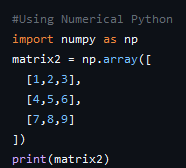 #Using Numerical Python
import numpy as np
matrix2 = np.array([
  [1,2,3],
  [4,5,6],
  [7,8,9]
])
print(matrix2)